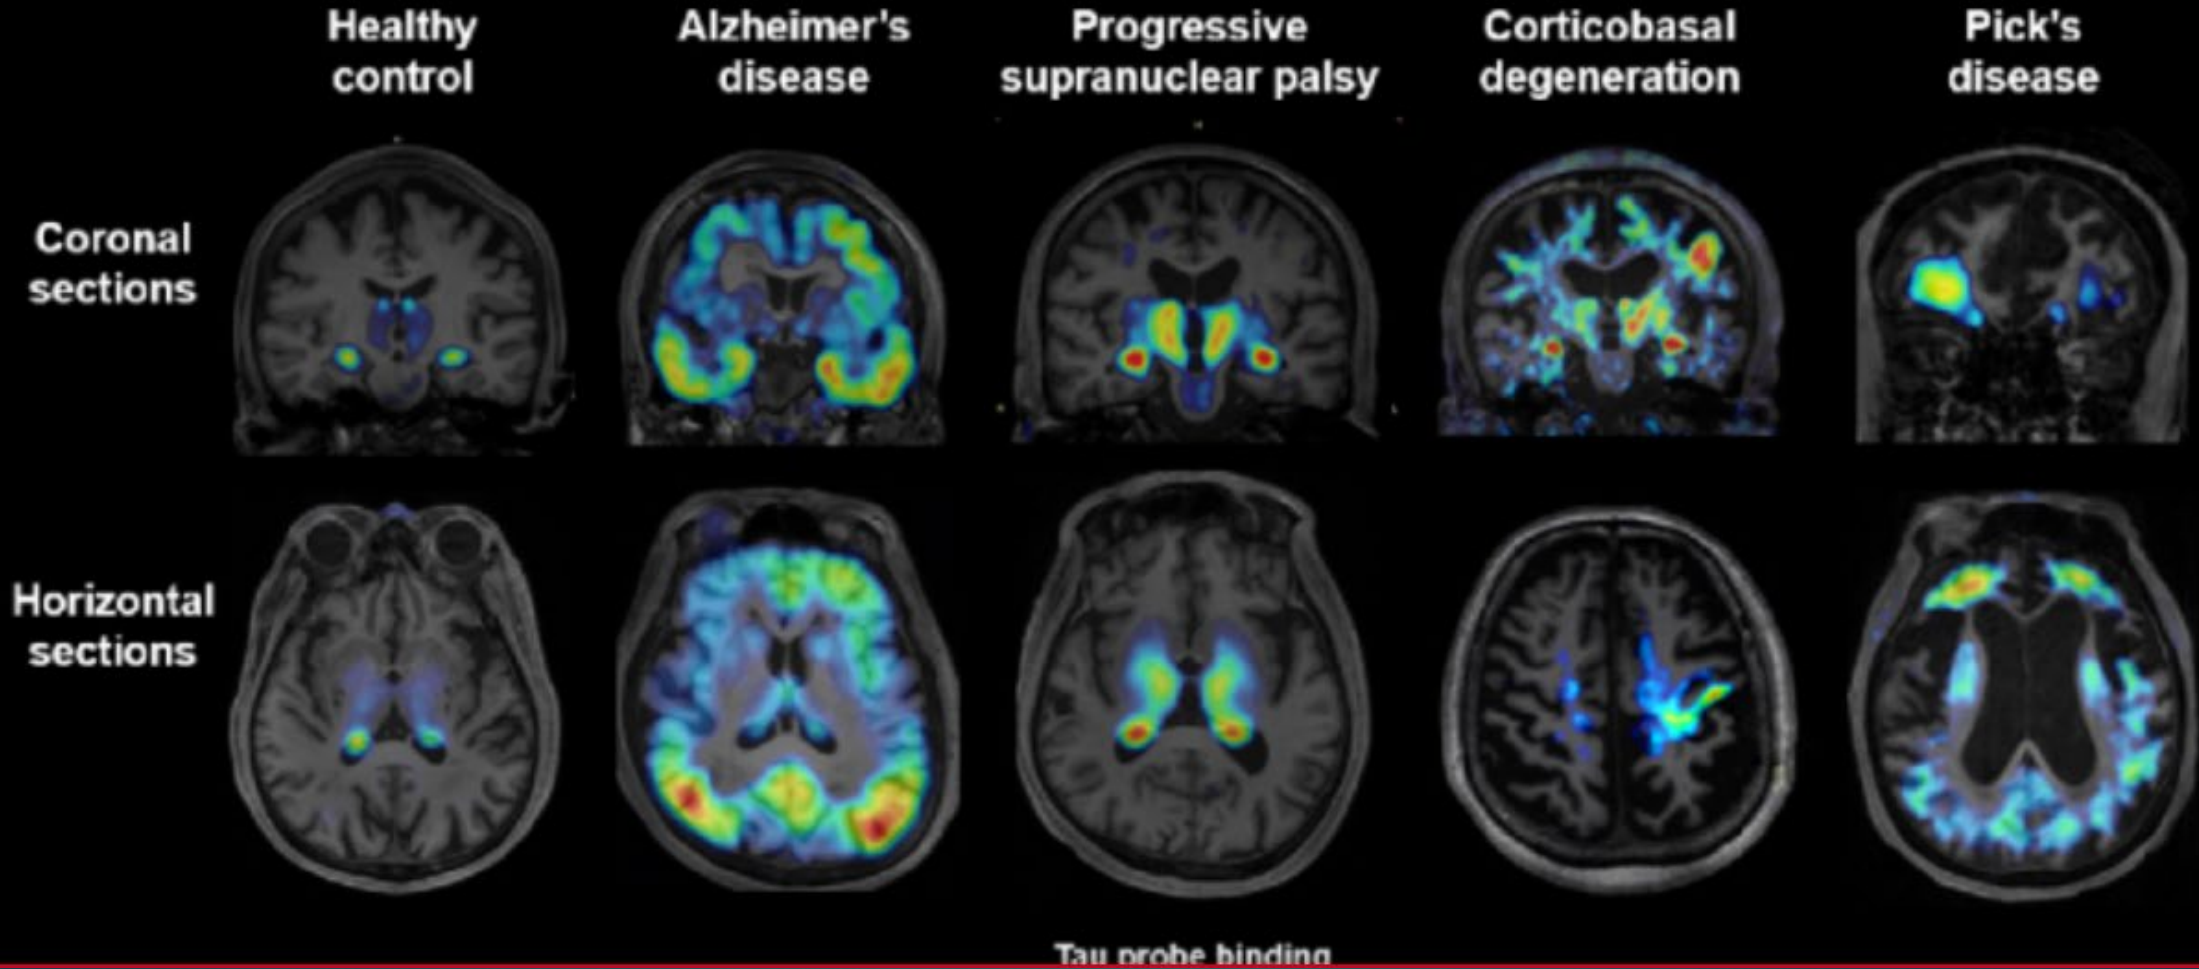 Healthy
control
Alzheimer's
disease
Progressive
supranuclear palsy
Corticobasal
degeneration
Pick's
disease
Coronal
sections
Horizontal
sections
Tau probe binding